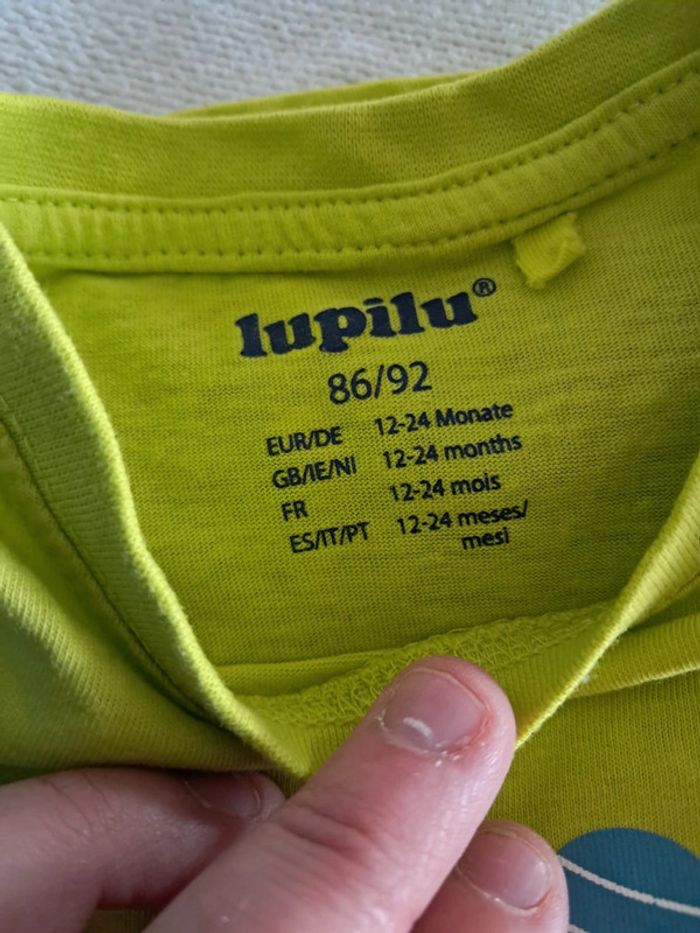 lupilu®
86/92
EUR/DE 12-24 Monate
GB/IE/NI 12-24 months
FR 12-24 mois
ES/IT/PT 12-24 meses/
mesi